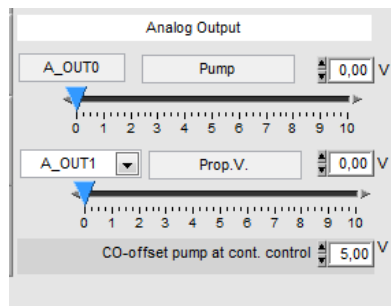 Analog Output
A_OUT0 Pump 0,00 V
0 1 2 3 4 5 6 7 8 9 10
A_OUT1 Prop.V. 0,00 V
0 1 2 3 4 5 6 7 8 9 10
CO-offset pump at cont. control 5,00 V